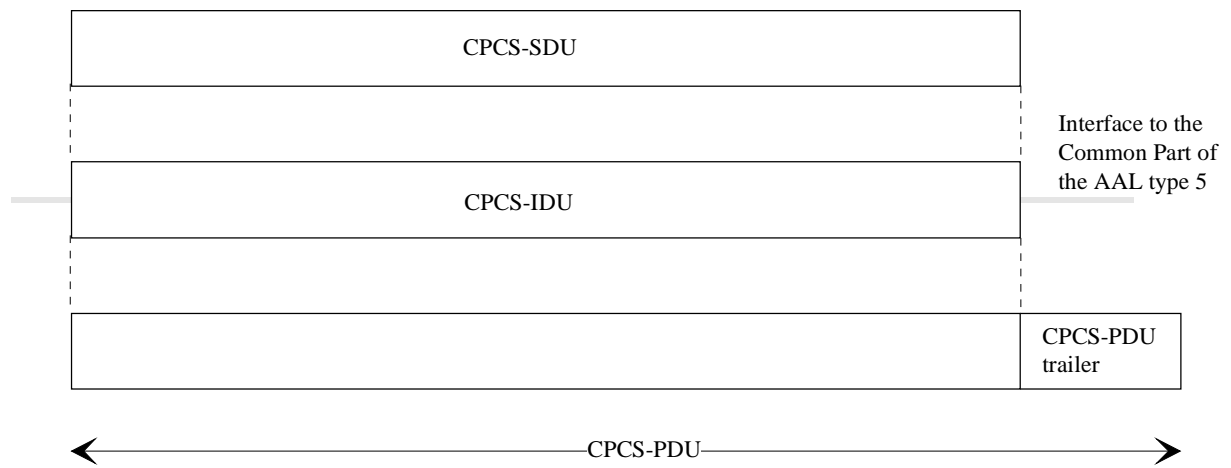 CPCS-SDU
Interface to the
Common Part of
the AAL type 5
CPCS-IDU
CPCS-PDU
trailer
CPCS-PDU